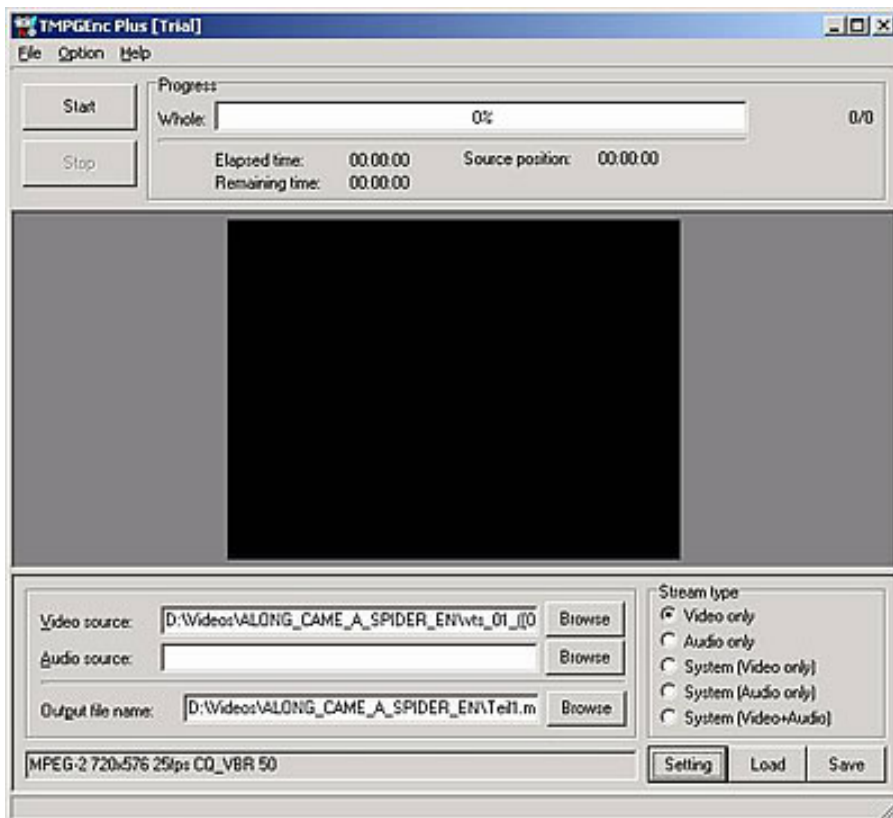 TMPGEnc Plus [Trial]
File Option Help
Progress
Start
Whole: 0% 0/0
Stop
Elapsed time: 00:00:00 Source position: 00:00:00
Remaining time: 00:00:00
Stream type
Video source: D:\Videos\ALONG_CAME_A_SPIDER_EN\vts_01_([0 Browse
Video only
Audio only
Audio source: Browse
System (Video only)
System (Audio only)
Output file name: D:\Videos\ALONG_CAME_A_SPIDER_EN\Teil1.m Browse
System (Video+Audio)
MPEG-2 720x576 25fps CQ_VBR 50
Setting Load Save